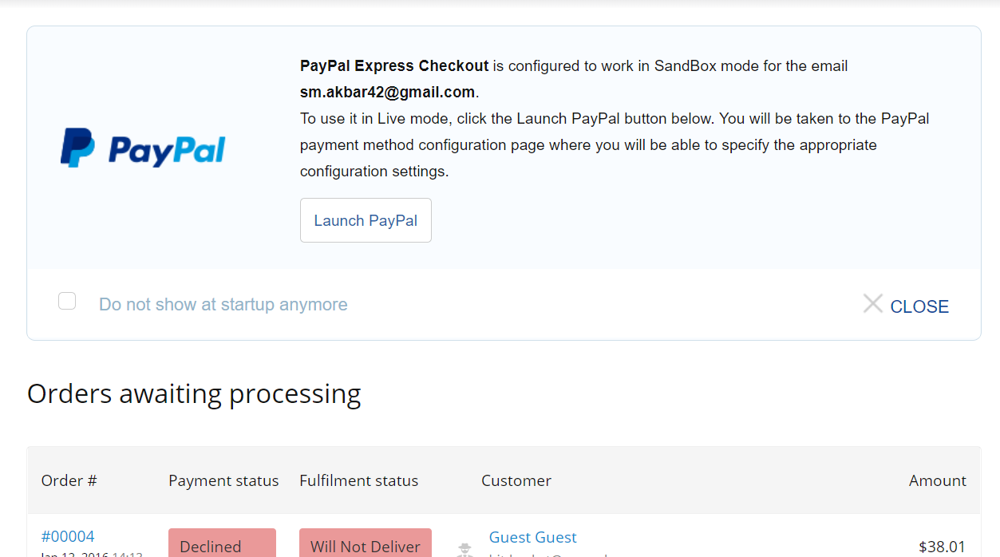 PayPal Express Checkout is configured to work in SandBox mode for the email
sm.akbar42@gmail.com.
To use it in Live mode, click the Launch PayPal button below. You will be taken to the PayPal
payment method configuration page where you will be able to specify the appropriate
configuration settings.
PayPal
Launch PayPal
Do not show at startup anymore
CLOSE
Orders awaiting processing
Order # Payment status Fulfilment status Customer Amount
#00004 Declined Will Not Deliver Guest Guest $38.01
Jan 12, 2016 14:13